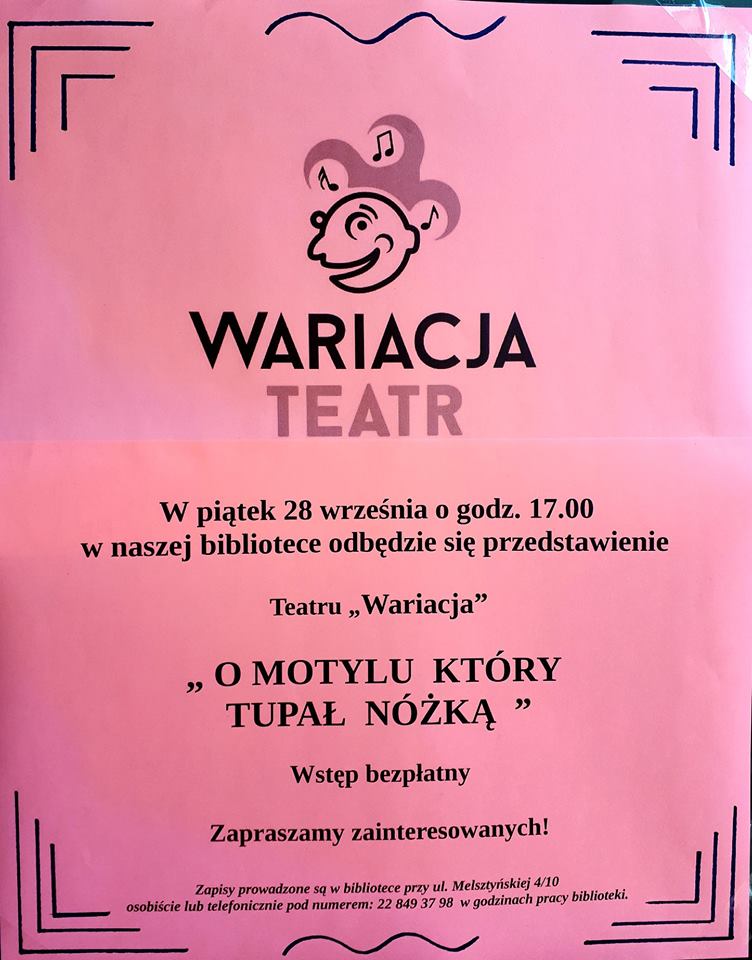 WARIACJA
TEATR
W piątek 28 września o godz. 17.00
w naszej bibliotece odbędzie się przedstawienie
Teatru „Wariacja”
„ O MOTYLU KTÓRY
TUPAŁ NÓŻKĄ ”
Wstęp bezpłatny
Zapraszamy zainteresowanych!
Zapisy prowadzone są w bibliotece przy ul. Melsztyńskiej 4/10
osobiście lub telefonicznie pod numerem: 22 849 37 98 w godzinach pracy biblioteki.